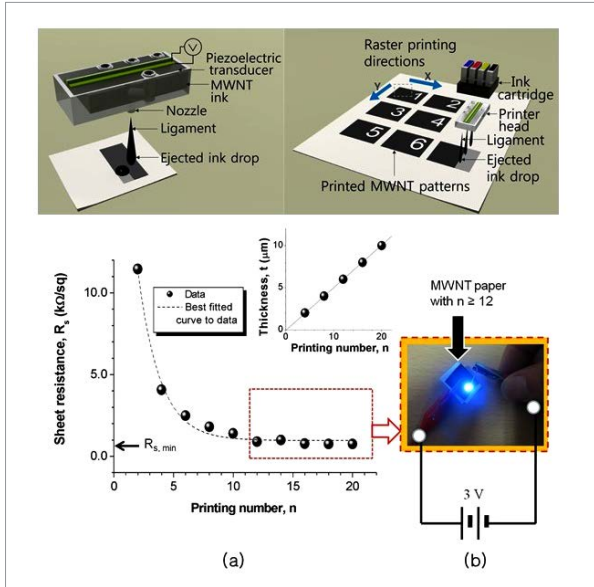 V
Piezoelectric
transducer
MWNT
ink
Nozzle
Ligament
Ejected ink drop
Raster printing
directions
X
Y
1
2
3
4
5
6
Ink
cartridge
Printer
head
Ligament
Ejected
ink drop
Printed MWNT patterns
Sheet resistance, Rs (kΩ/sq)
10.0
5.0
1.0
0.0
Rs, min
Data
Best fitted
curve to data
0 5 10 15 20
Printing number, n
Thickness, t (μm)
10
5
0
0 10 20
Printing number, n
MWNT paper
with n ≥ 12
3 V
(a)
(b)